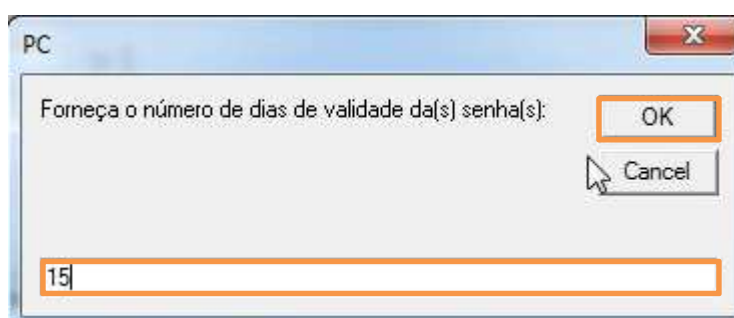 PC
Forneça o número de dias de validade da(s) senha(s):
OK
Cancel
15